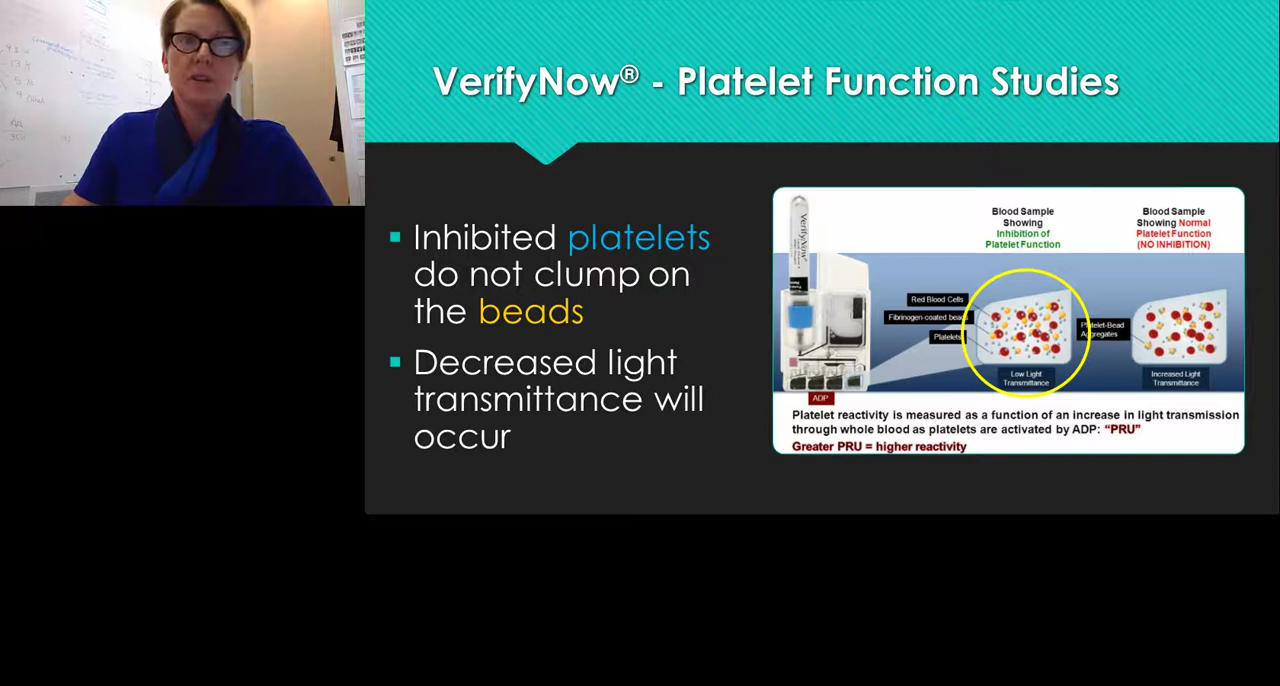 VerifyNow® - Platelet Function Studies
▪ Inhibited platelets
do not clump on
the beads
▪ Decreased light
transmittance will
occur
VerifyNow
Blood Sample
Showing
Inhibition of
Platelet Function
Blood Sample
Showing Normal
Platelet Function
(NO INHIBITION)
Red Blood Cells
Fibrinogen-coated beads
Platelets
Platelet-Bead
Aggregates
Low Light
Transmittance
Increased Light
Transmittance
ADP
Platelet reactivity is measured as a function of an increase in light transmission
through whole blood as platelets are activated by ADP: “PRU”
Greater PRU = higher reactivity